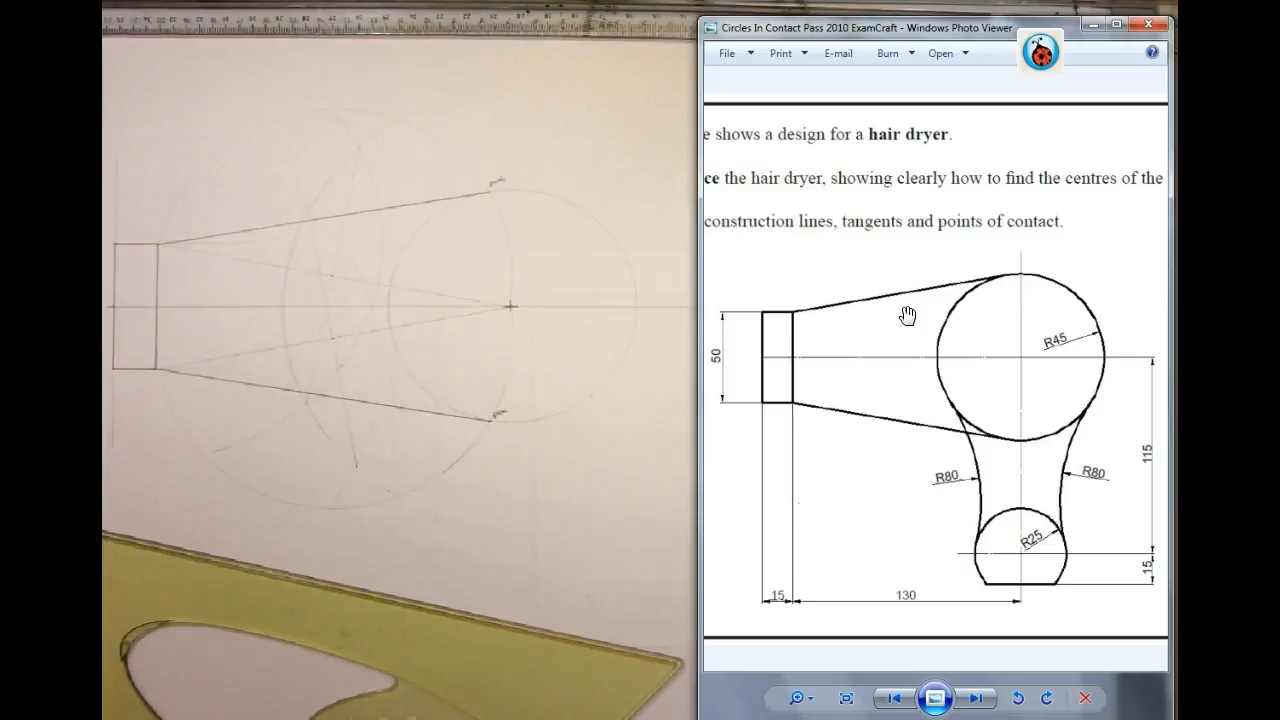 Circles In Contact Pass 2010 ExamCraft - Windows Photo Viewer
File Print E-mail Burn Open
e shows a design for a hair dryer.
ce the hair dryer, showing clearly how to find the centres of the
construction lines, tangents and points of contact.
R45
50
115
R80
R80
R25
15
15
130